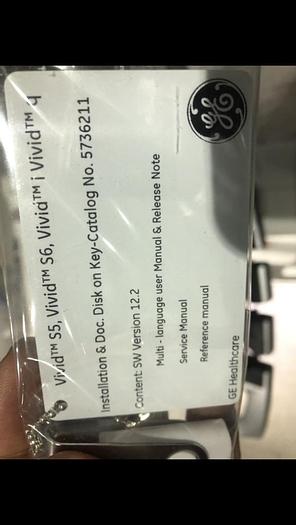 Vivid™ S5, Vivid™ S6, Vivid™ i Vivid™ q
Installation & Doc. Disk on Key-Catalog No. 5736211
Content: SW Version 12.2
Multi - language user Manual & Release Note
Service Manual
Reference manual
GE Healthcare